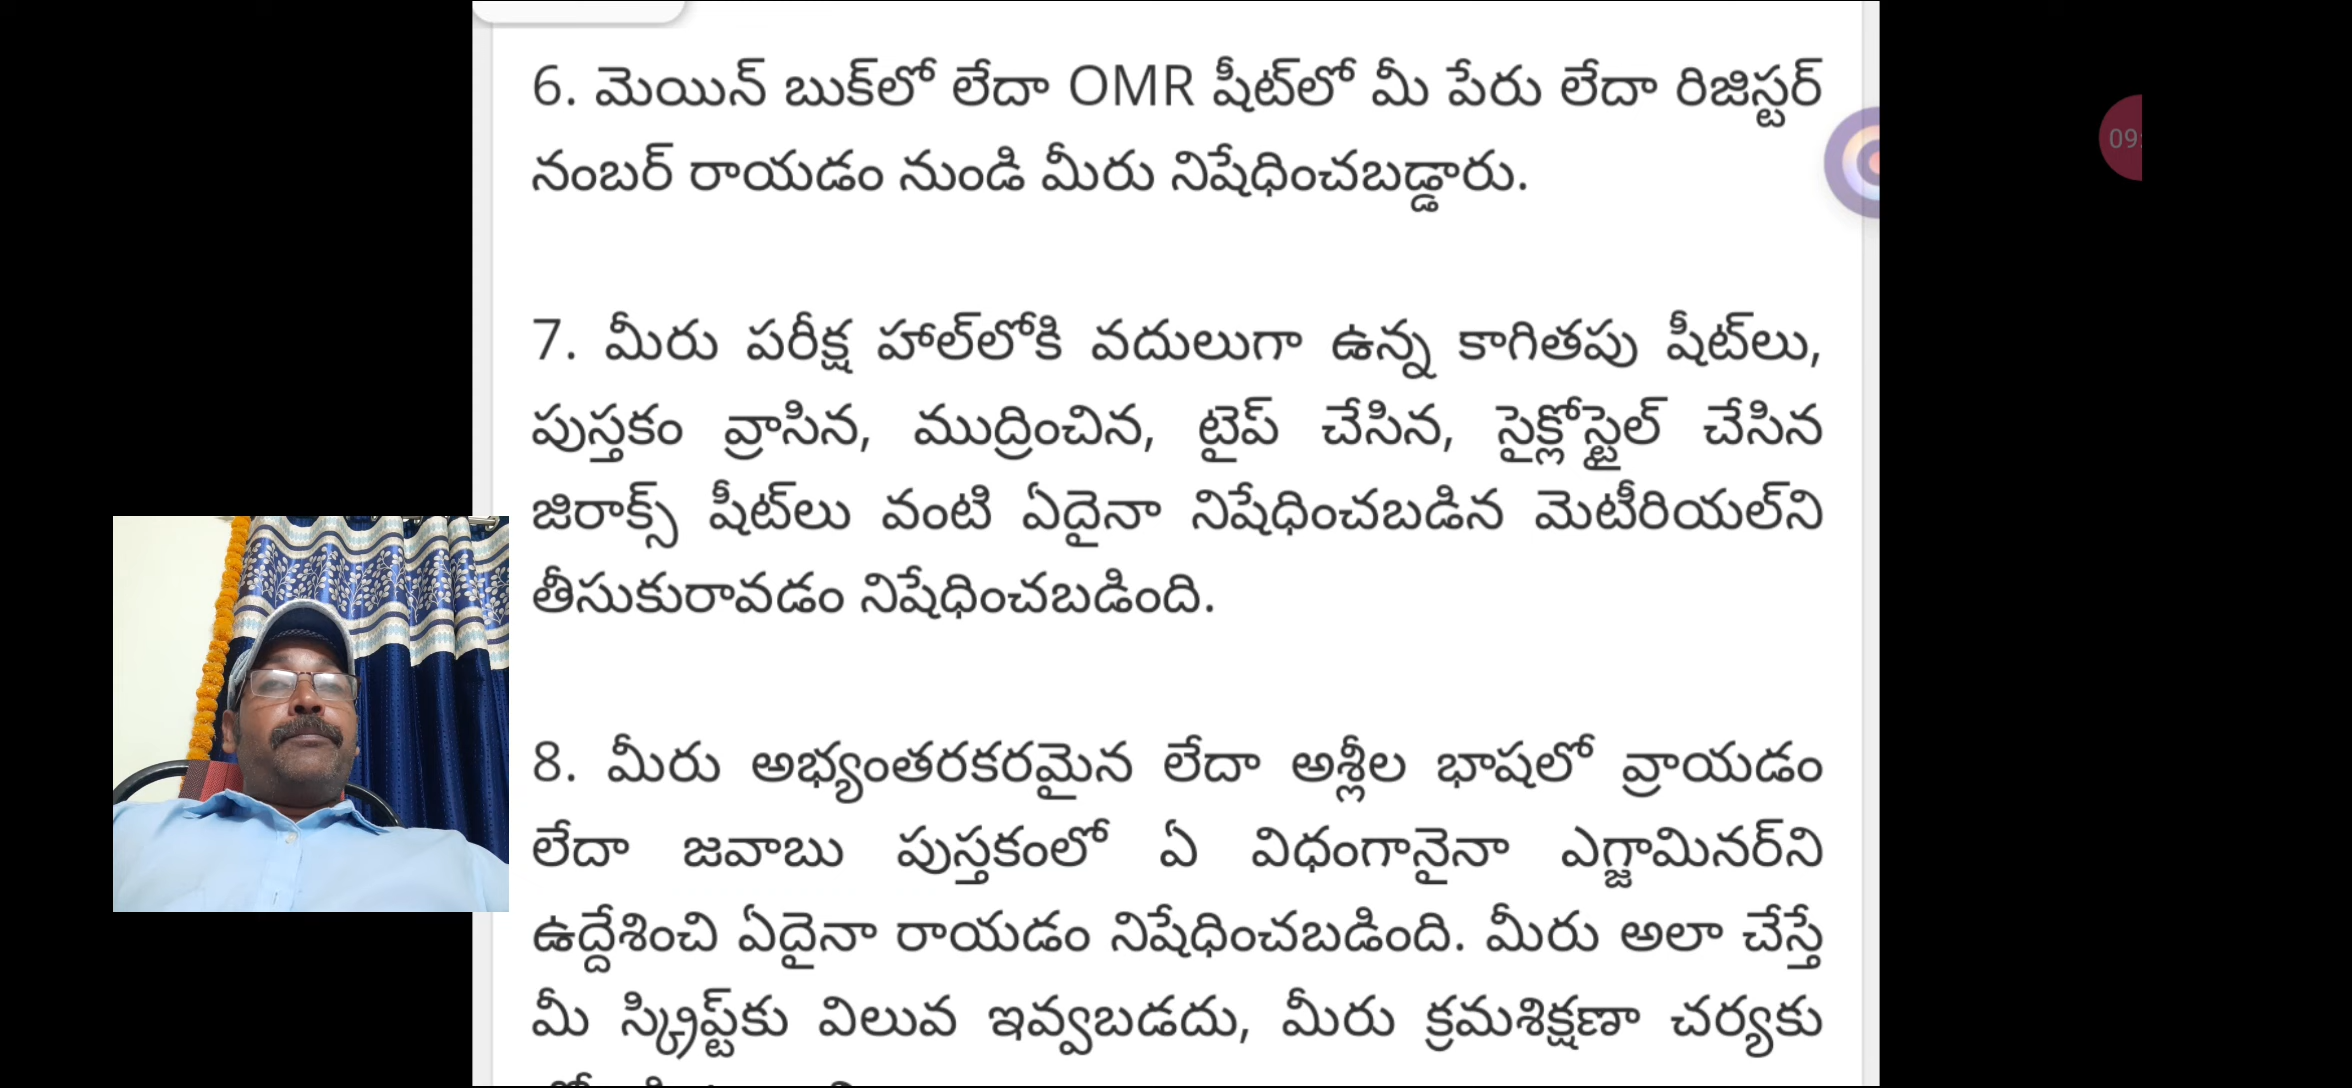 6. మెయిన్ బుక్‌లో లేదా OMR షీట్‌లో మీ పేరు లేదా రిజిస్టర్
నంబర్ రాయడం నుండి మీరు నిషేధించబడ్డారు.
09:
7. మీరు పరీక్ష హాల్‌లోకి వదులుగా ఉన్న కాగితపు షీట్‌లు,
పుస్తకం వ్రాసిన, ముద్రించిన, టైప్ చేసిన, సైక్లోస్టైల్ చేసిన
జిరాక్స్ షీట్‌లు వంటి ఏదైనా నిషేధించబడిన మెటీరియల్‌ని
తీసుకురావడం నిషేధించబడింది.
8. మీరు అభ్యంతరకరమైన లేదా అశ్లీల భాషలో వ్రాయడం
లేదా జవాబు పుస్తకంలో ఏ విధంగానైనా ఎగ్జామినర్‌ని
ఉద్దేశించి ఏదైనా రాయడం నిషేధించబడింది. మీరు అలా చేస్తే
మీ స్క్రిప్ట్‌కు విలువ ఇవ్వబడదు, మీరు క్రమశిక్షణా చర్యకు